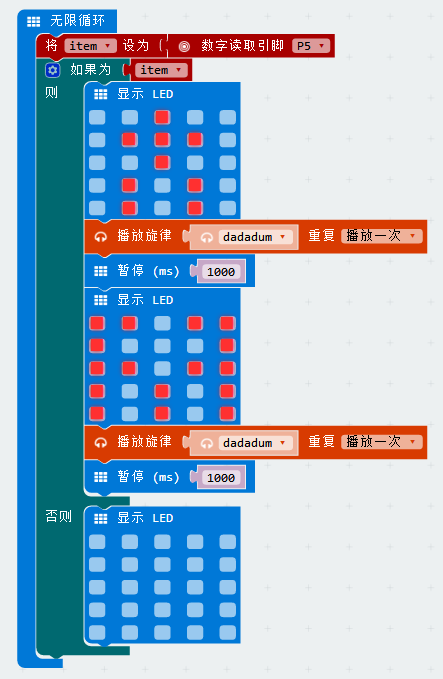 无限循环
将 item 设为 数字读取引脚 P5
如果为 item
则 显示 LED
播放旋律 dadadum 重复 播放一次
暂停 (ms) 1000
显示 LED
播放旋律 dadadum 重复 播放一次
暂停 (ms) 1000
否则 显示 LED